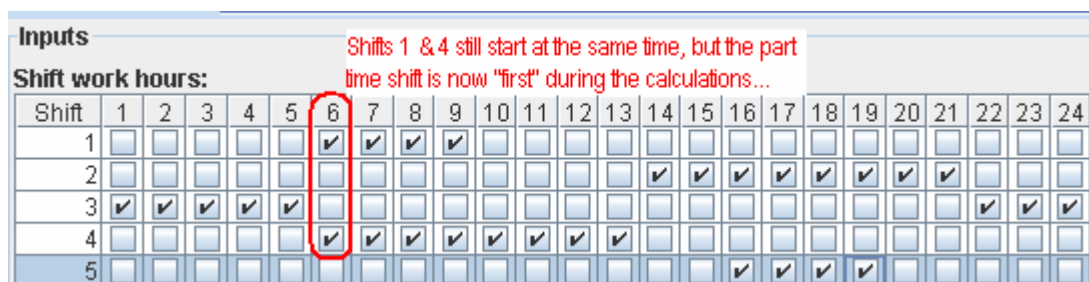 Inputs
Shifts 1 & 4 still start at the same time, but the part
Shift work hours:
time shift is now "first" during the calculations...
Shift 1 2 3 4 5 6 7 8 9 10 11 12 13 14 15 16 17 18 19 20 21 22 23 24
1
2
3
4
5